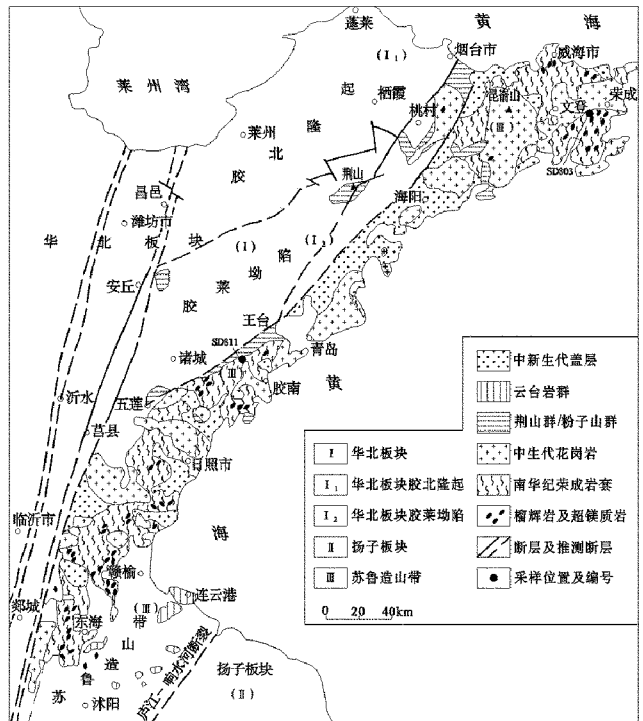 蓬莱
黄 海
烟台市
威海市
(Ⅰ₁)
莱州湾
起
栖霞
昆嵛山
荣成
文登
桃村
(Ⅲ)
隆
莱州
北
SD803
荆山
胶
昌邑
海阳
潍坊市
华北板块
(Ⅰ)
(Ⅰ₂)
陷
坳
安丘
莱
胶
王台
SD811
青岛
诸城
(Ⅲ)
黄
胶南
沂水
五莲
莒县
日照市
海
临沂市
赣榆
连云港
郯城
(Ⅲ)
东海
带
山
造
鲁
苏
沭阳
庐江—响水河断裂
扬子板块
(Ⅱ)
中新生代盖层
云台岩群
荆山群/粉子山群
Ⅰ 华北板块
中生代花岗岩
Ⅰ₁ 华北板块胶北隆起
南华纪荣成岩套
Ⅰ₂ 华北板块胶莱坳陷
榴辉岩及超镁质岩
Ⅱ 扬子板块
断层及推测断层
Ⅲ 苏鲁造山带
采样位置及编号
0 20 40km